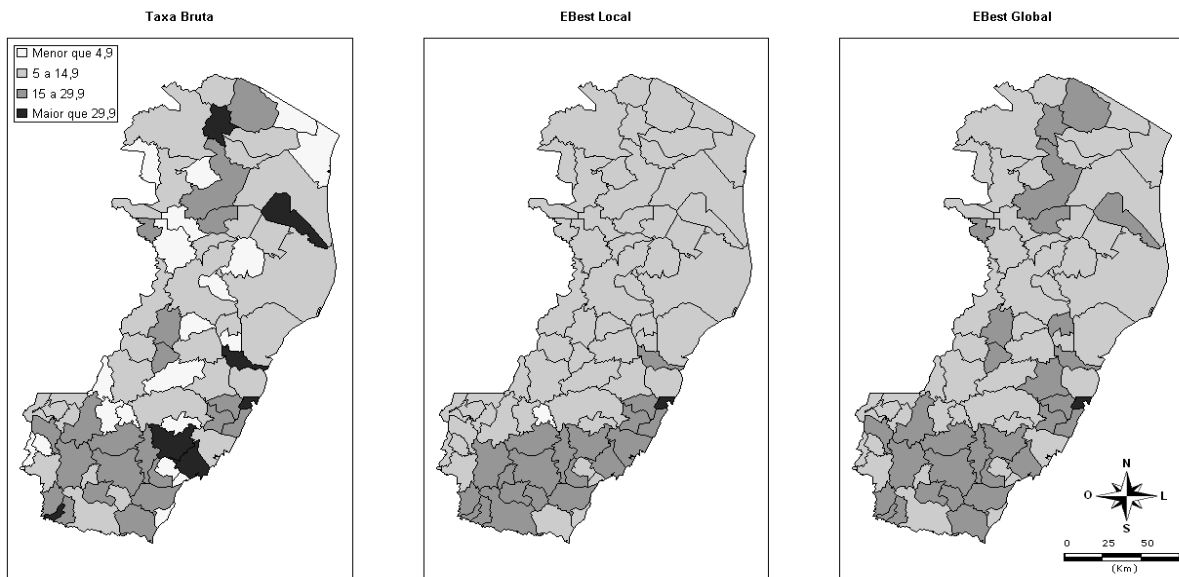 Taxa Bruta
EBest Local
EBest Global
Menor que 4,9
5 a 14,9
15 a 29,9
Maior que 29,9
N
O
L
S
0 25 50
(Km)